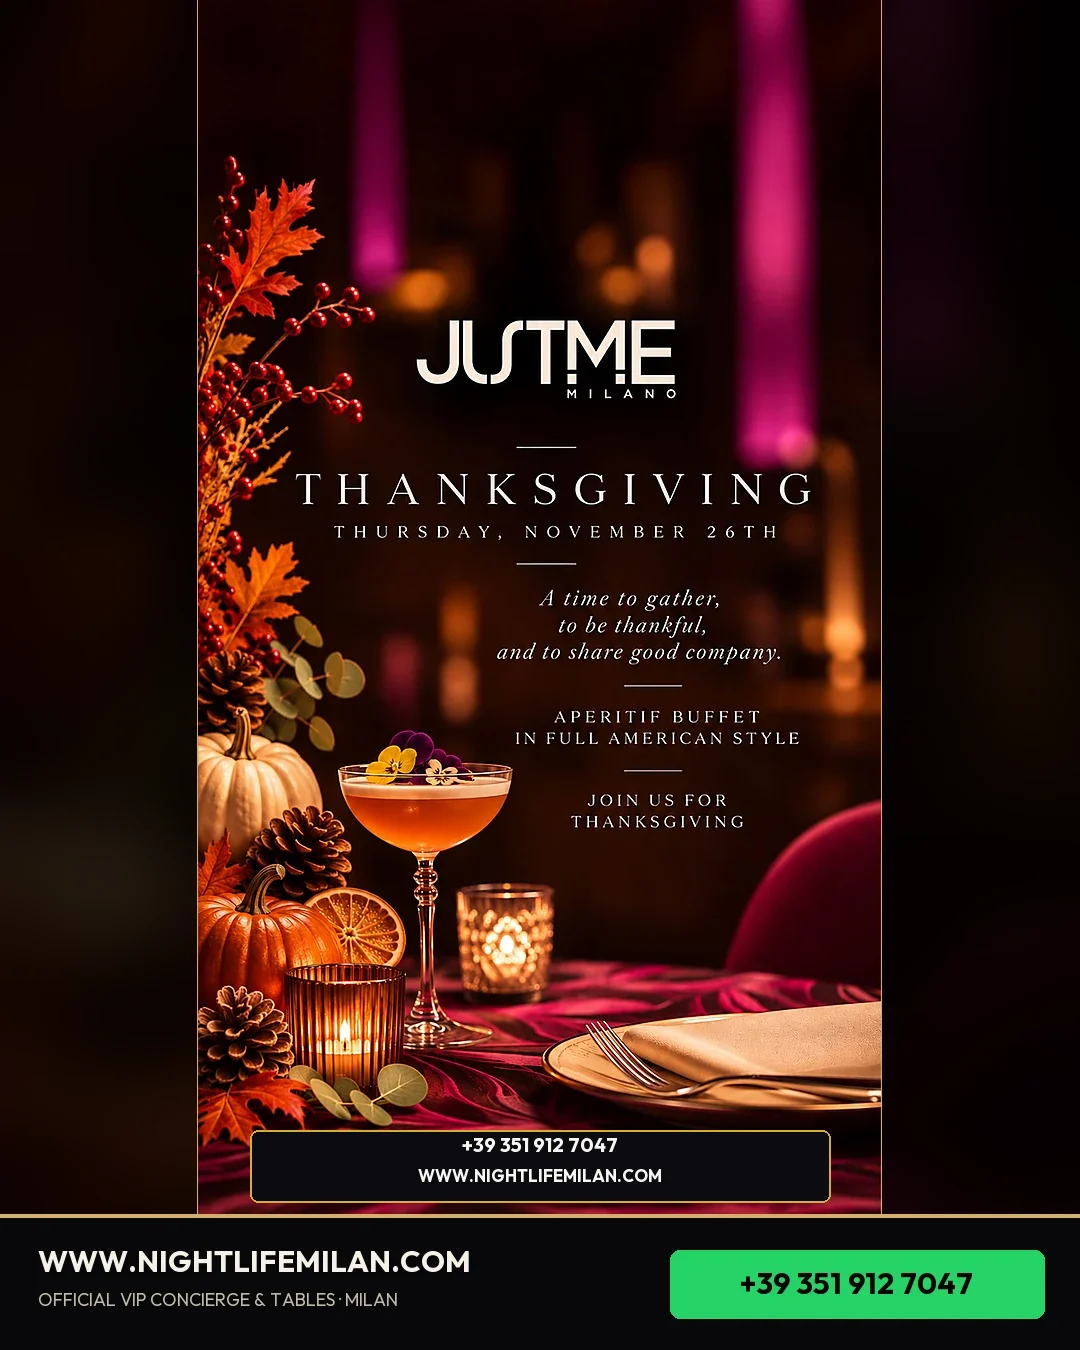 JUSTME
MILANO
THANKSGIVING
THURSDAY, NOVEMBER 26TH
A time to gather,
to be thankful,
and to share good company.
APERITIF BUFFET
IN FULL AMERICAN STYLE
JOIN US FOR
THANKSGIVING
+39 351 912 7047
WWW.NIGHTLIFEMILAN.COM
WWW.NIGHTLIFEMILAN.COM
OFFICIAL VIP CONCIERGE & TABLES · MILAN
+39 351 912 7047